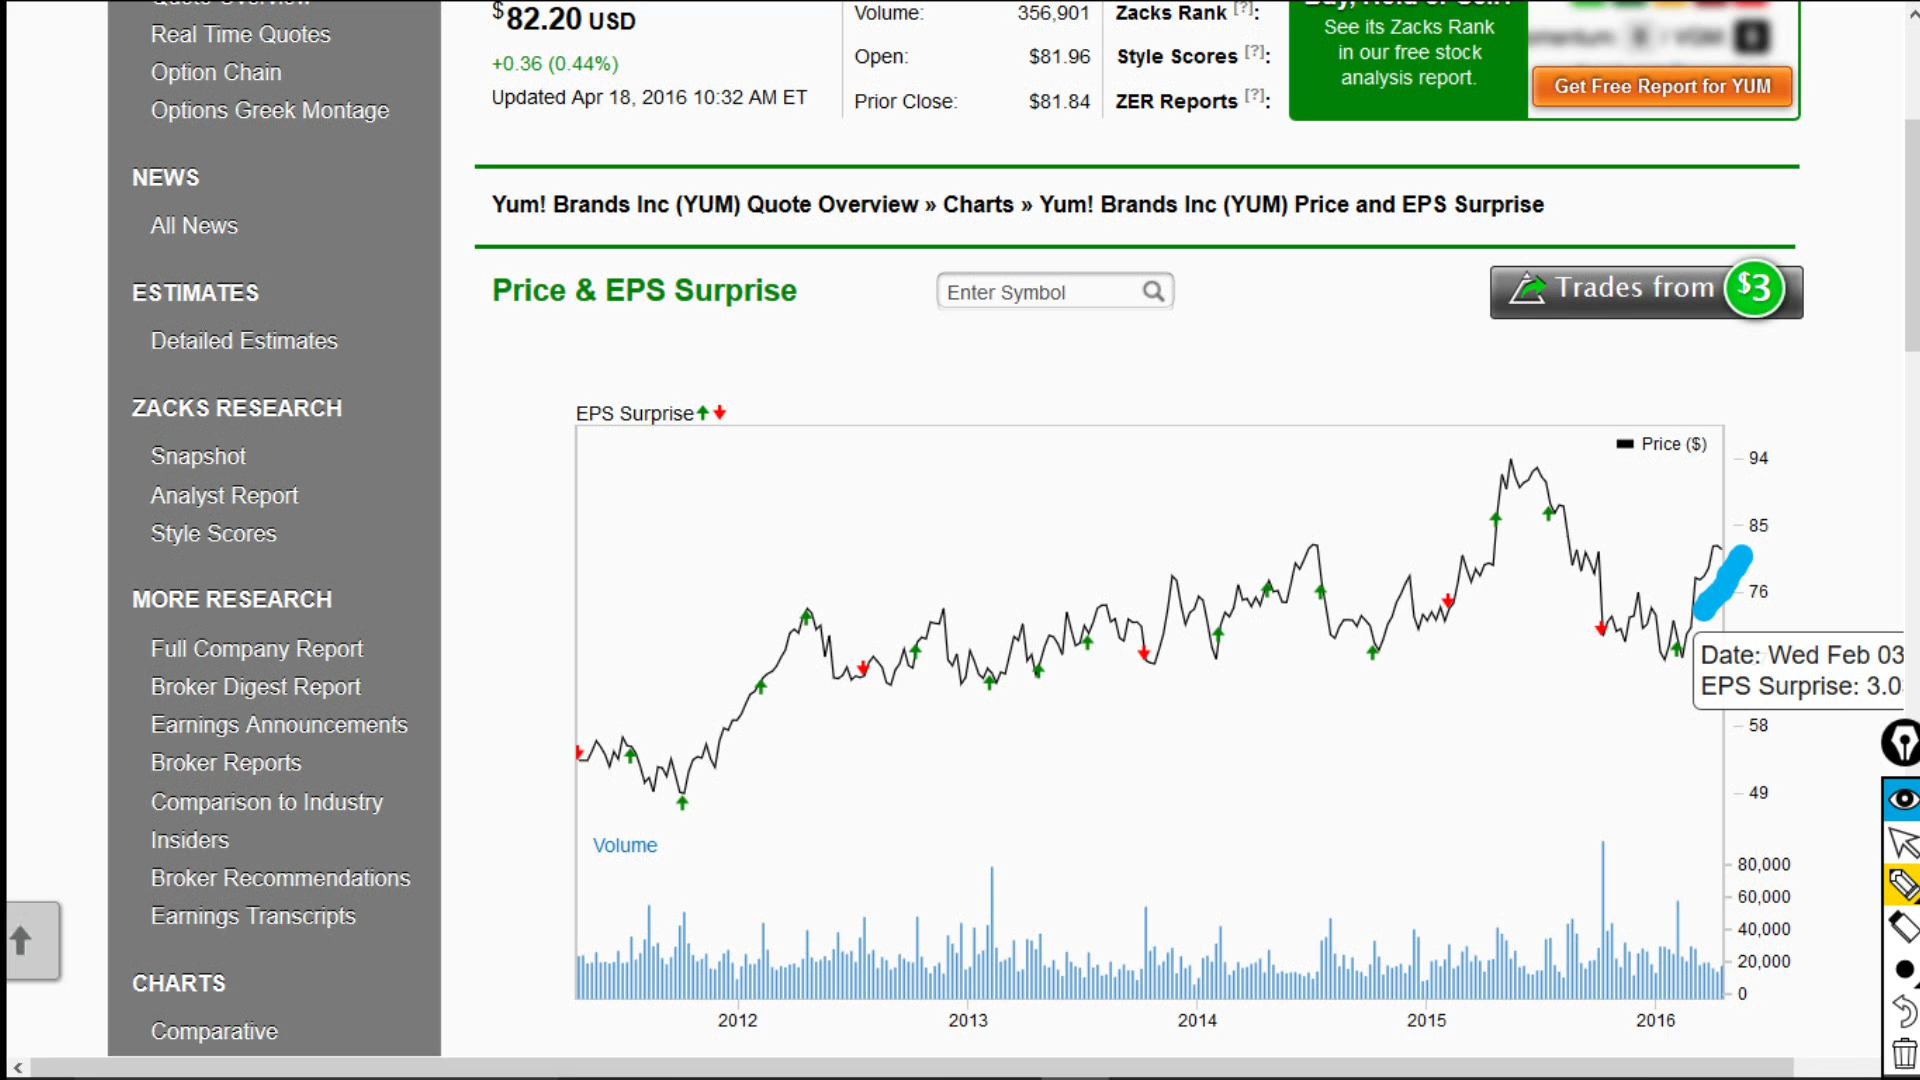 Real Time Quotes
Option Chain
Options Greek Montage
NEWS
All News
ESTIMATES
Detailed Estimates
ZACKS RESEARCH
Snapshot
Analyst Report
Style Scores
MORE RESEARCH
Full Company Report
Broker Digest Report
Earnings Announcements
Broker Reports
Comparison to Industry
Insiders
Broker Recommendations
Earnings Transcripts
CHARTS
Comparative
$82.20 USD
+0.36 (0.44%)
Updated Apr 18, 2016 10:32 AM ET
Volume: 356,901
Open: $81.96
Prior Close: $81.84
Zacks Rank [?]:
Style Scores [?]:
ZER Reports [?]:
See its Zacks Rank
in our free stock
analysis report.
Get Free Report for YUM
Yum! Brands Inc (YUM) Quote Overview » Charts » Yum! Brands Inc (YUM) Price and EPS Surprise
Price & EPS Surprise
Enter Symbol
Trades from $3
EPS Surprise
Price ($)
94
85
76
Date: Wed Feb 03
EPS Surprise: 3.0
58
49
Volume
80,000
60,000
40,000
20,000
0
2012 2013 2014 2015 2016